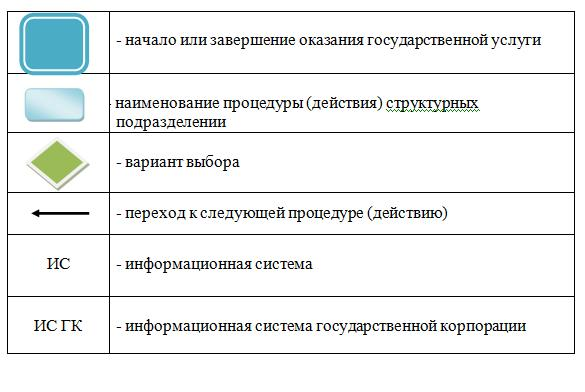 - начало или завершение оказания государственной услуги
- наименование процедуры (действия) структурных
подразделении
- вариант выбора
- переход к следующей процедуре (действию)
ИС - информационная система
ИС ГК - информационная система государственной корпорации